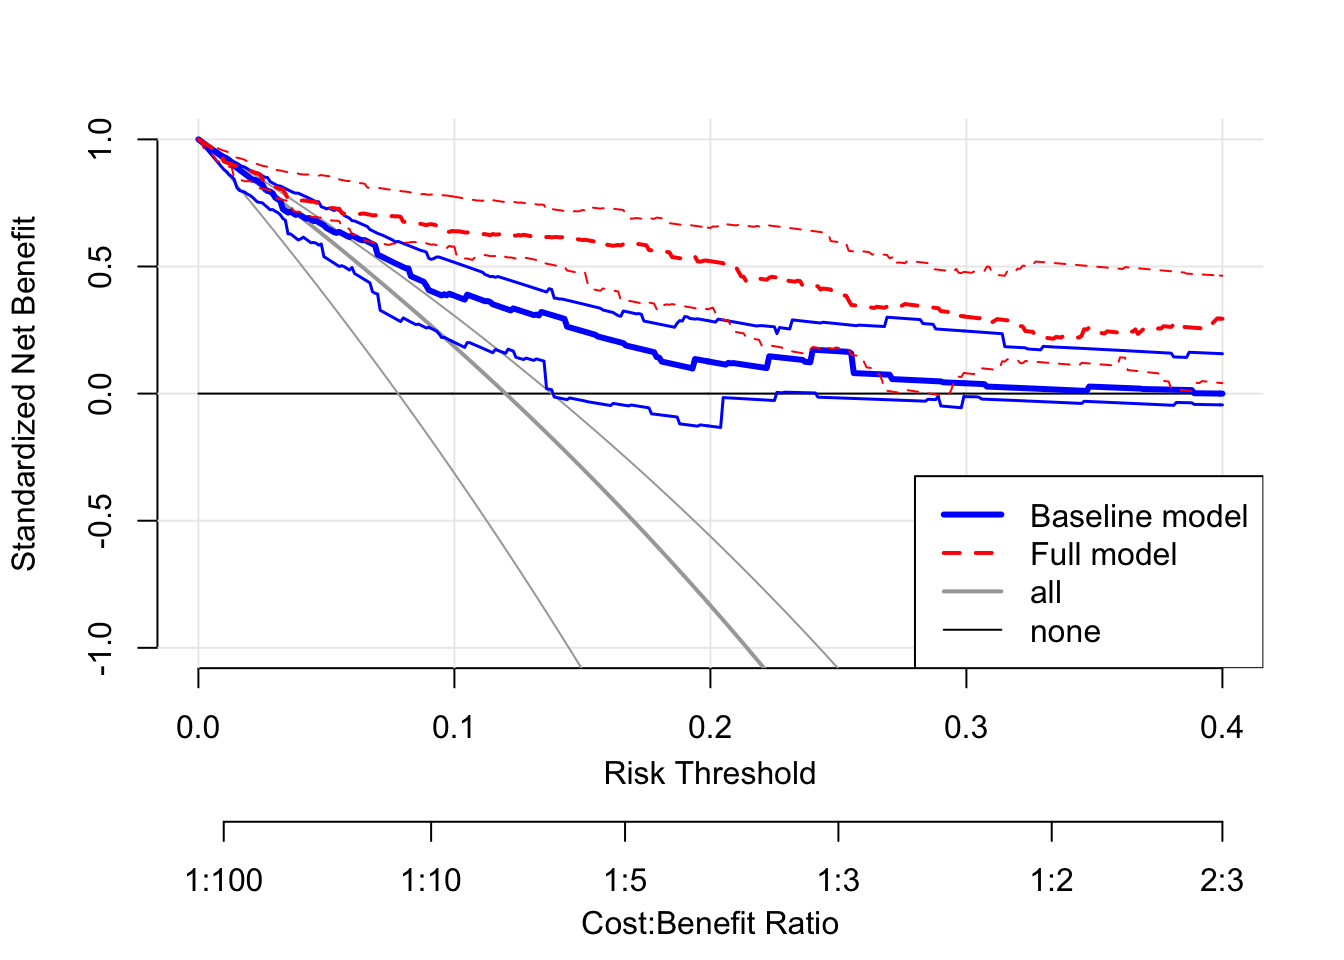 Standardized Net Benefit
1.0
0.5
0.0
-0.5
-1.0
Baseline model
Full model
all
none
0.0 0.1 0.2 0.3 0.4
Risk Threshold
1:100 1:10 1:5 1:3 1:2 2:3
Cost:Benefit Ratio